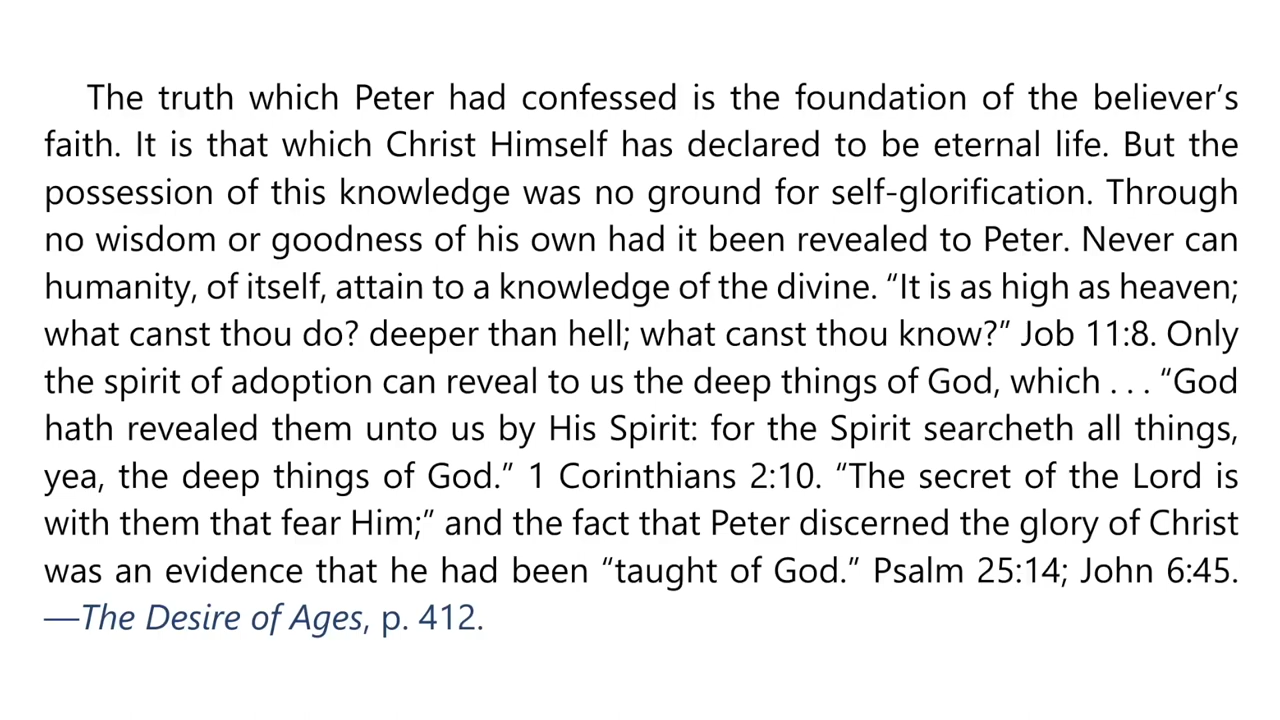 The truth which Peter had confessed is the foundation of the believer’s
faith. It is that which Christ Himself has declared to be eternal life. But the
possession of this knowledge was no ground for self-glorification. Through
no wisdom or goodness of his own had it been revealed to Peter. Never can
humanity, of itself, attain to a knowledge of the divine. “It is as high as heaven;
what canst thou do? deeper than hell; what canst thou know?” Job 11:8. Only
the spirit of adoption can reveal to us the deep things of God, which . . . “God
hath revealed them unto us by His Spirit: for the Spirit searcheth all things,
yea, the deep things of God.” 1 Corinthians 2:10. “The secret of the Lord is
with them that fear Him;” and the fact that Peter discerned the glory of Christ
was an evidence that he had been “taught of God.” Psalm 25:14; John 6:45.
—The Desire of Ages, p. 412.